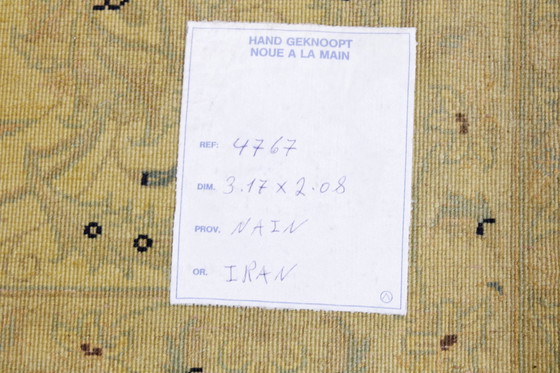 HAND GEKNOOPT
NOUE A LA MAIN
REF: 4767
DIM. 3.17 x 2.08
PROV. NAIN
OR. IRAN